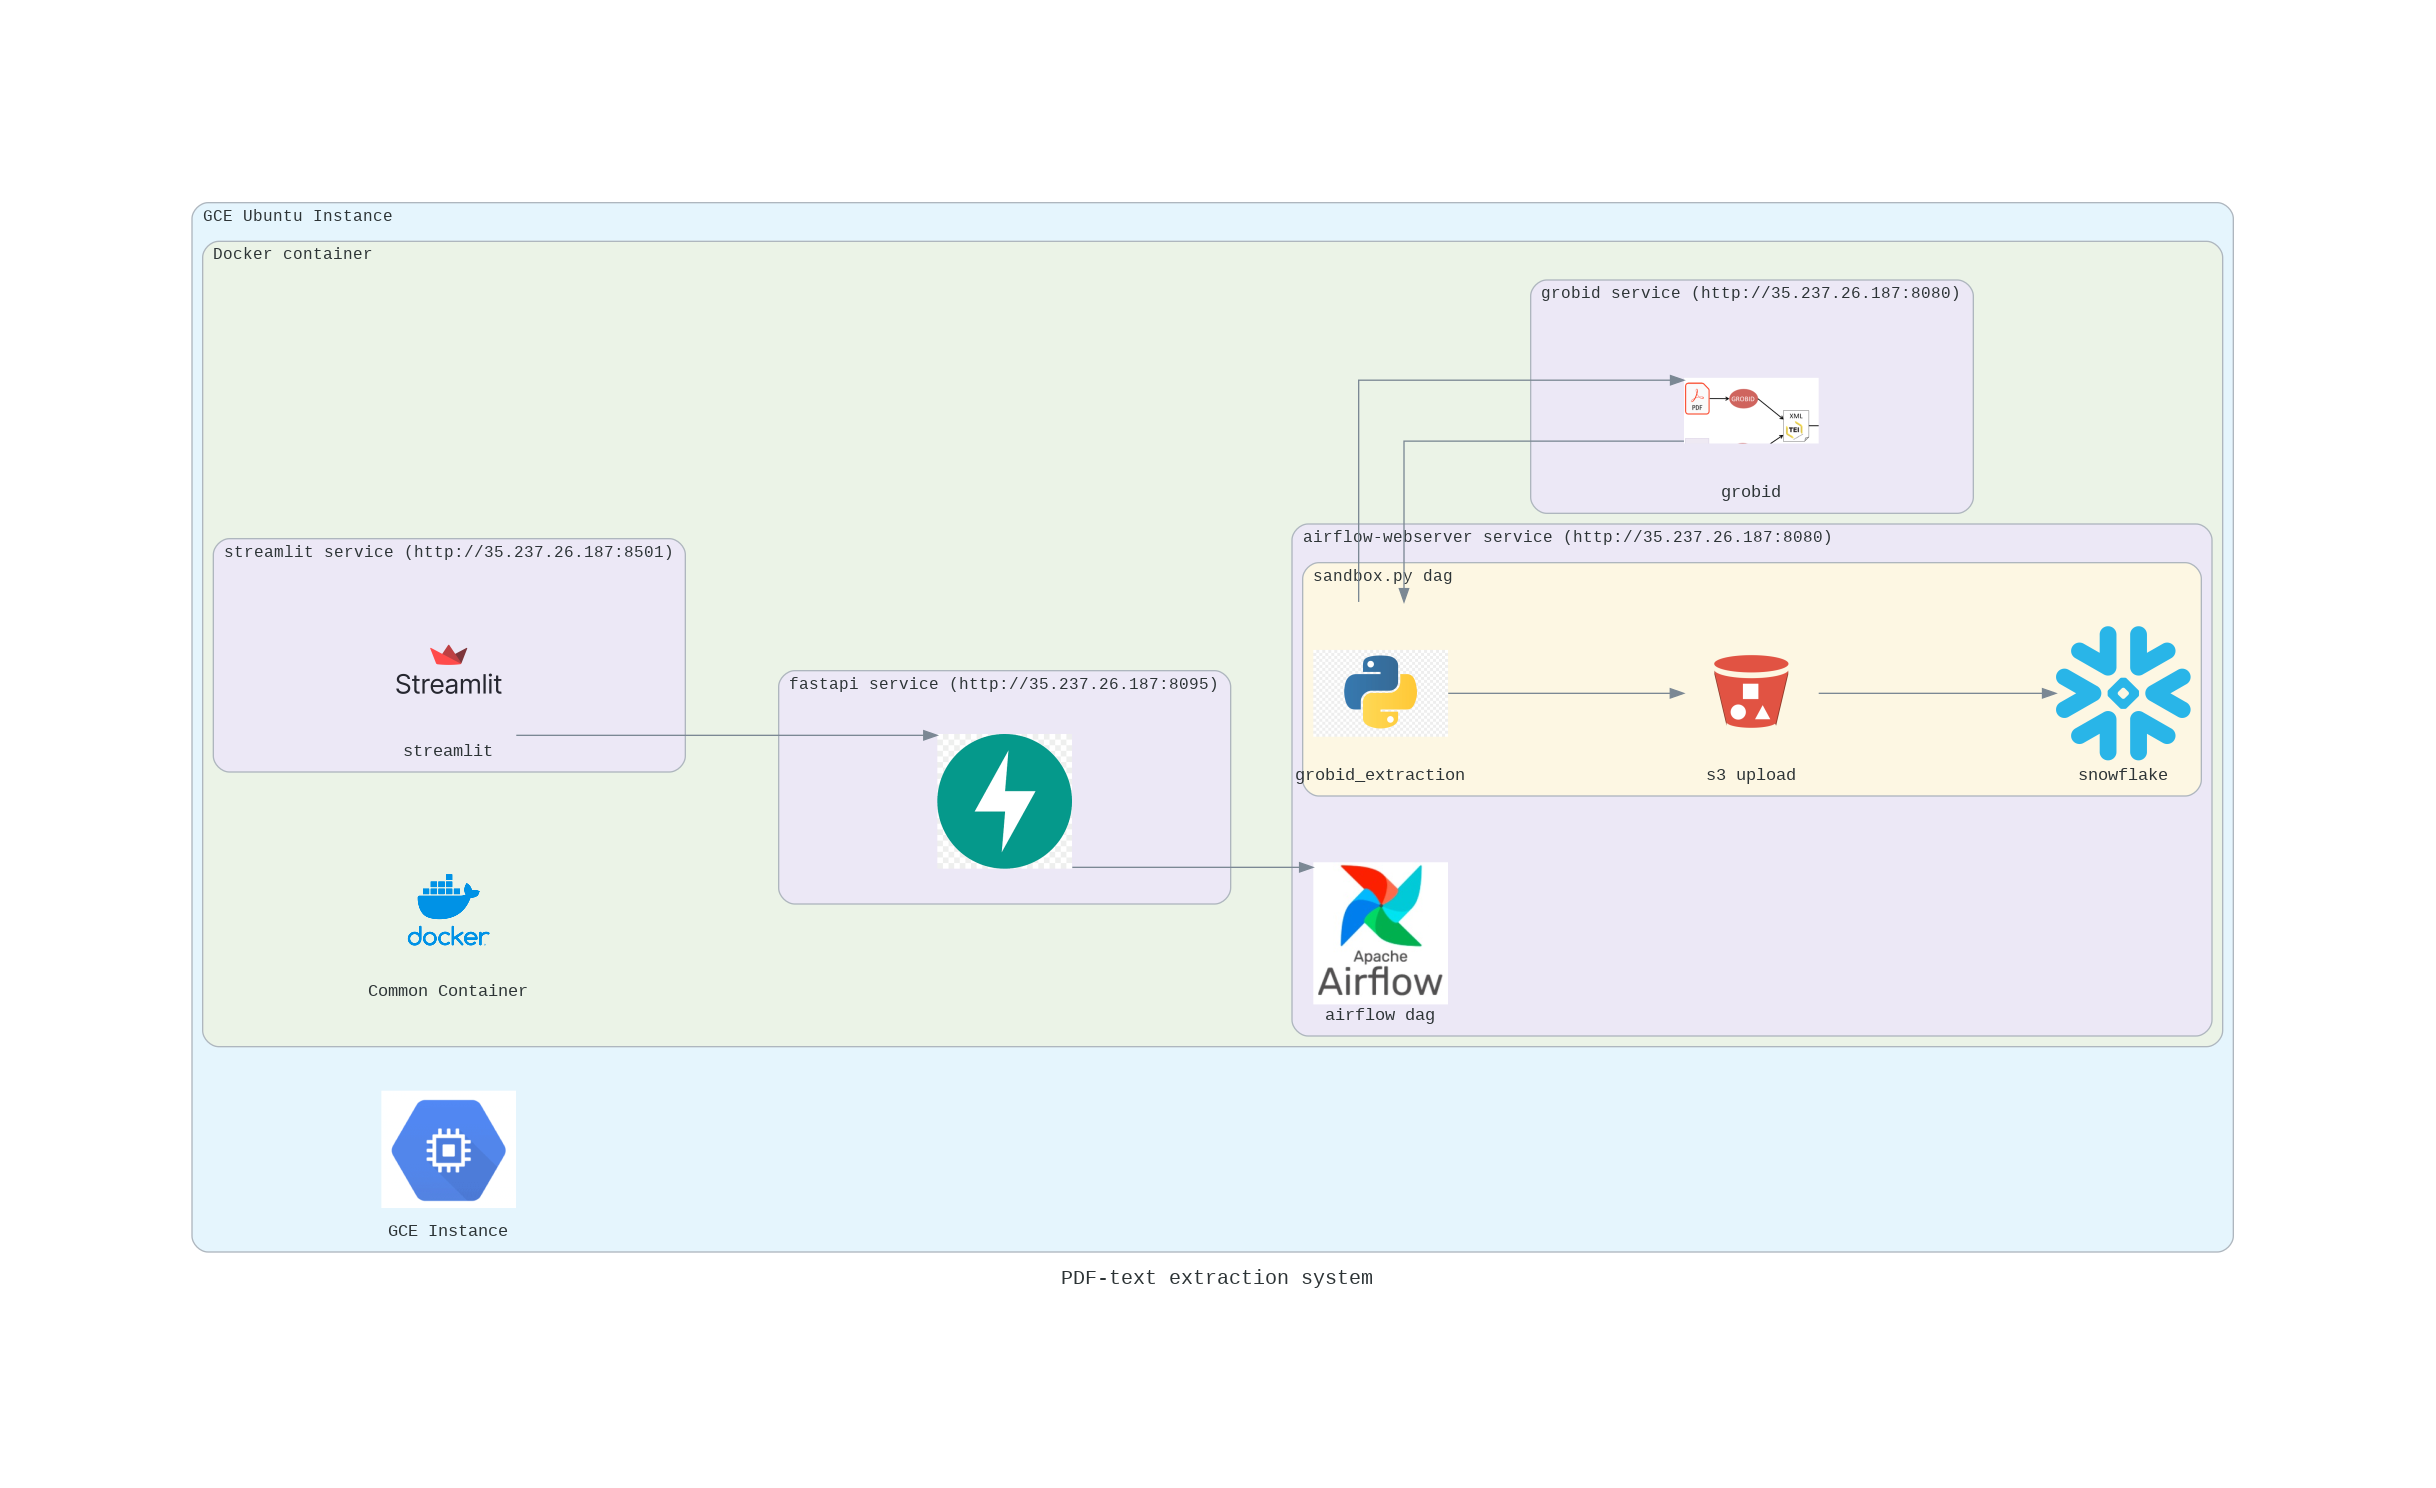 GCE Ubuntu Instance
Docker container
grobid service (http://35.237.26.187:8080)
PDF
GROBID
XML
TEI
grobid
streamlit service (http://35.237.26.187:8501)
Streamlit
streamlit
fastapi service (http://35.237.26.187:8095)
airflow-webserver service (http://35.237.26.187:8080)
sandbox.py dag
grobid_extraction
s3 upload
snowflake
docker
Common Container
Apache
Airflow
airflow dag
GCE Instance
PDF-text extraction system